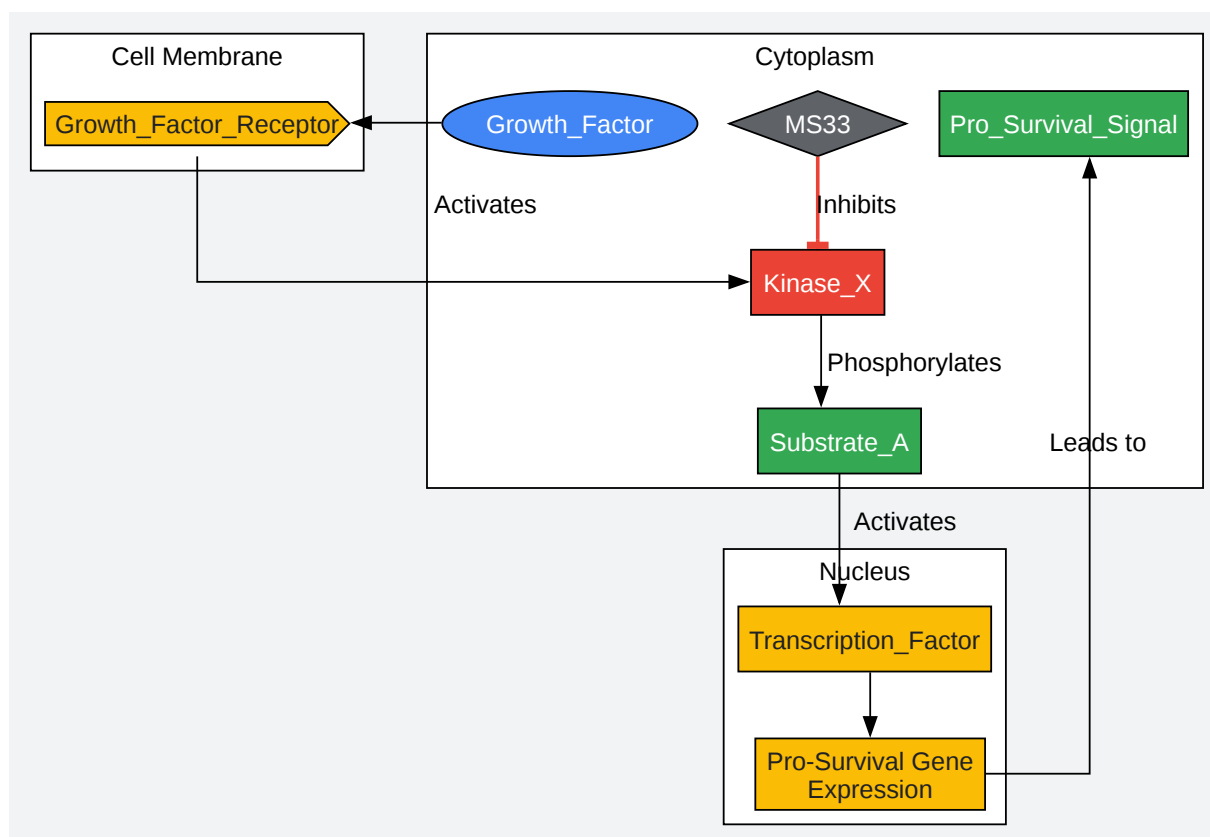 Cell Membrane
Cytoplasm
Growth_Factor_Receptor
Growth_Factor
MS33
Pro_Survival_Signal
Activates
Inhibits
Kinase_X
Phosphorylates
Substrate_A
Leads to
Activates
Nucleus
Transcription_Factor
Pro-Survival Gene
Expression